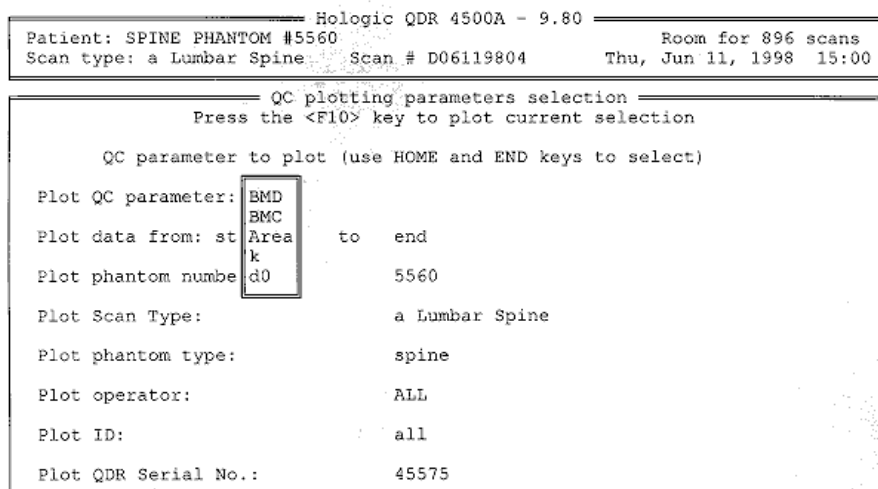 Hologic QDR 4500A - 9.80
Patient: SPINE PHANTOM #5560 Room for 896 scans
Scan type: a Lumbar Spine Scan # D06119804 Thu, Jun 11, 1998 15:00
QC plotting parameters selection
Press the <F10> key to plot current selection
QC parameter to plot (use HOME and END keys to select)
Plot QC parameter: BMD
BMC
Plot data from: st Area to end
k
Plot phantom numbe d0 5560
Plot Scan Type: a Lumbar Spine
Plot phantom type: spine
Plot operator: ALL
Plot ID: all
Plot QDR Serial No.: 45575